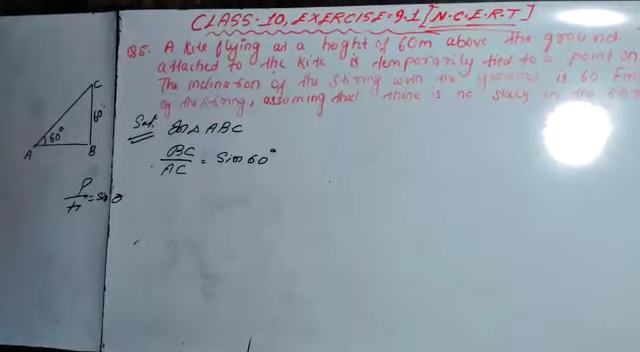 CLASS-10, EXERCISE=9.1 [N.C.E.R.T]
Q5. A kite flying at a height of 60m above the ground.
attached to the kite is temporarily tied to a point on
The inclination of the string with the ground is 60°. Fin
of the string, assuming that there is no slack in the
Sol. In △ ABC
BC/AC = Sin 60°
C
60
60°
A
B
P/H = sin θ